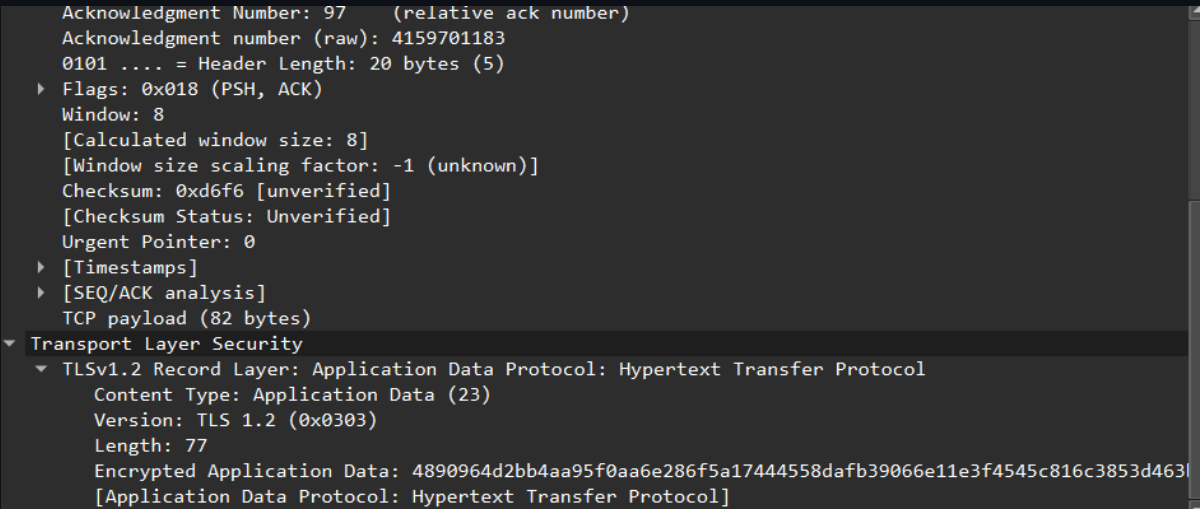 Acknowledgment Number: 97    (relative ack number)
Acknowledgment number (raw): 4159701183
0101 .... = Header Length: 20 bytes (5)
Flags: 0x018 (PSH, ACK)
Window: 8
[Calculated window size: 8]
[Window size scaling factor: -1 (unknown)]
Checksum: 0xd6f6 [unverified]
[Checksum Status: Unverified]
Urgent Pointer: 0
[Timestamps]
[SEQ/ACK analysis]
TCP payload (82 bytes)
Transport Layer Security
TLSv1.2 Record Layer: Application Data Protocol: Hypertext Transfer Protocol
Content Type: Application Data (23)
Version: TLS 1.2 (0x0303)
Length: 77
Encrypted Application Data: 4890964d2bb4aa95f0aa6e286f5a17444558dafb39066e11e3f4545c816c3853d463
[Application Data Protocol: Hypertext Transfer Protocol]